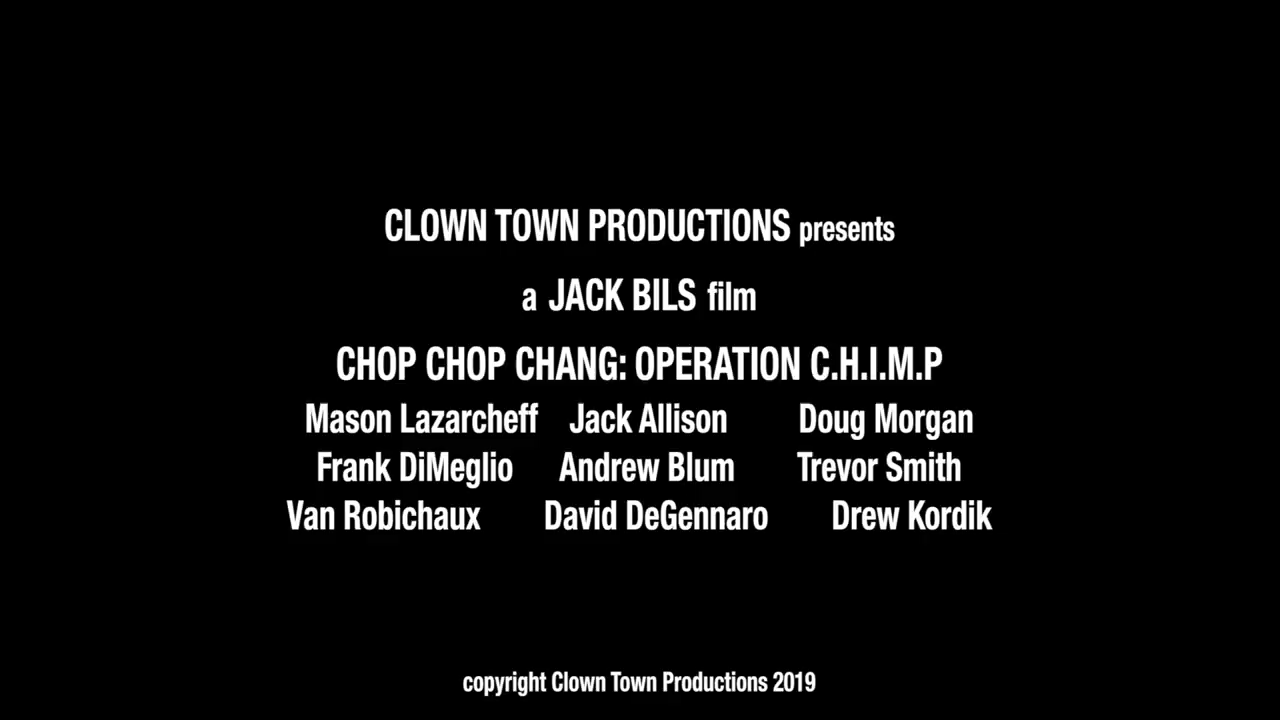 CLOWN TOWN PRODUCTIONS presents
a JACK BILS film
CHOP CHOP CHANG: OPERATION C.H.I.M.P
Mason Lazarcheff Jack Allison Doug Morgan
Frank DiMeglio Andrew Blum Trevor Smith
Van Robichaux David DeGennaro Drew Kordik
copyright Clown Town Productions 2019